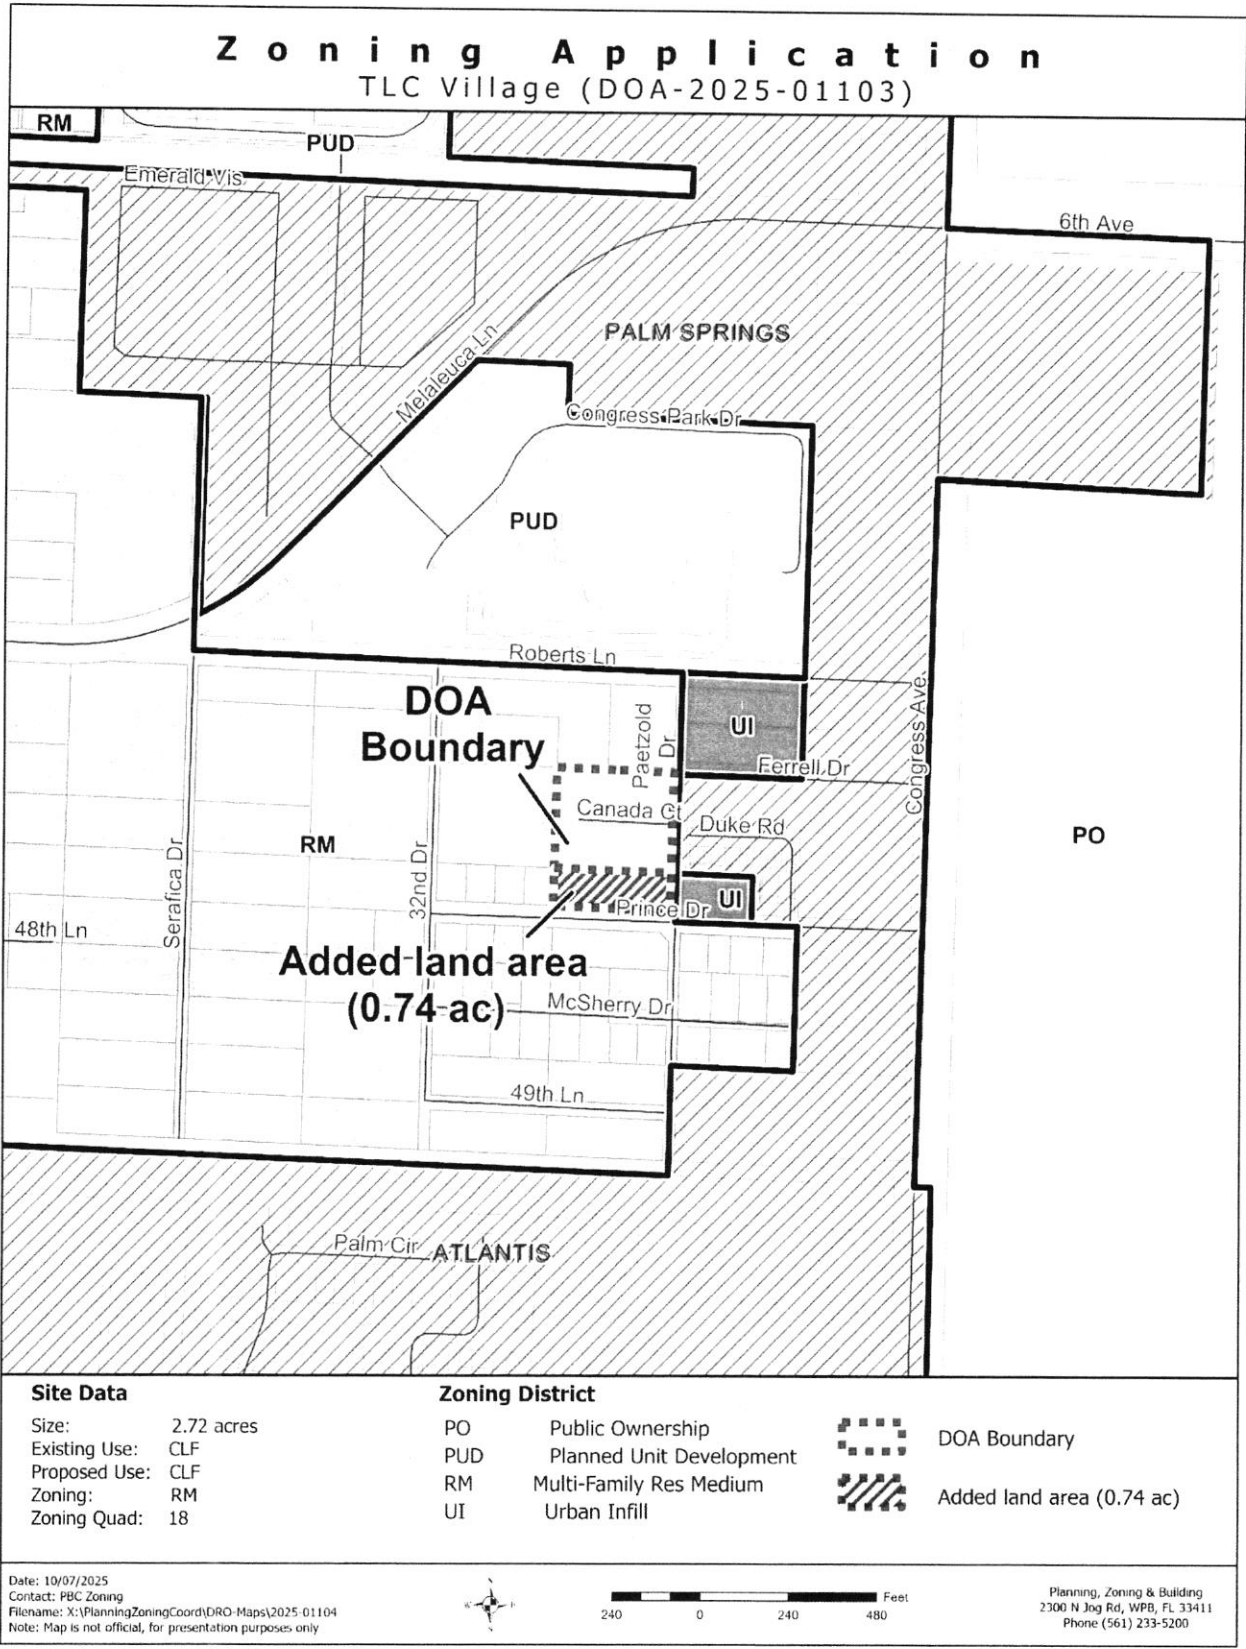 Zoning Application
TLC Village (DOA-2025-01103)
RM
PUD
Emerald Vis
6th Ave
PALM SPRINGS
Melaleuca Ln
Congress Park Dr
PUD
Roberts Ln
DOA
Boundary
Paetzold
Dr
UI
Ferrell Dr
Congress Ave
Canada Ct
Duke Rd
RM
PO
Serafica Dr
32nd Dr
UI
Prince Dr
48th Ln
Added land area
(0.74 ac)
McSherry Dr
49th Ln
Palm Cir
ATLANTIS
Site Data
Size: 2.72 acres
Existing Use: CLF
Proposed Use: CLF
Zoning: RM
Zoning Quad: 18
Zoning District
PO Public Ownership
PUD Planned Unit Development
RM Multi-Family Res Medium
UI Urban Infill
DOA Boundary
Added land area (0.74 ac)
Date: 10/07/2025
Contact: PBC Zoning
Filename: X:\PlanningZoningCoord\DRO-Maps\2025-01104
Note: Map is not official, for presentation purposes only
240 0 240 480
Feet
Planning, Zoning & Building
2300 N Jog Rd, WPB, FL 33411
Phone (561) 233-5200